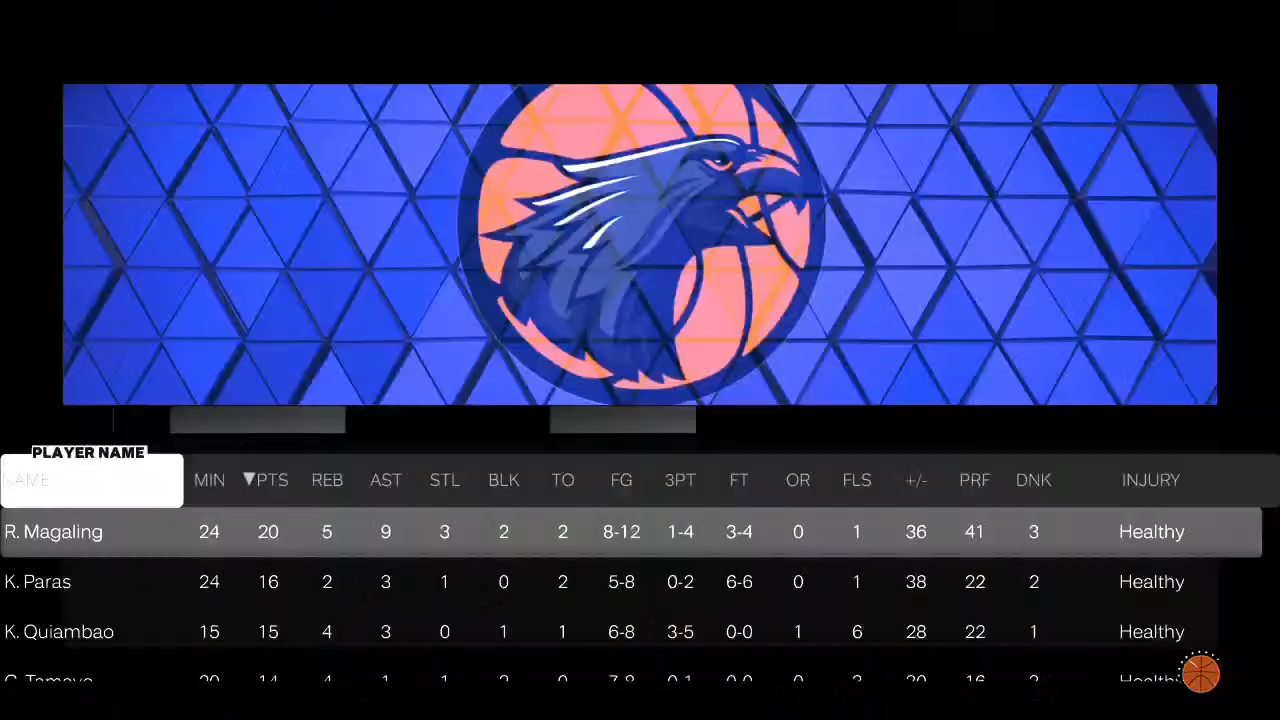 PLAYER NAME
NAME MIN ▼PTS REB AST STL BLK TO FG 3PT FT OR FLS +/- PRF DNK INJURY
R. Magaling 24 20 5 9 3 2 2 8-12 1-4 3-4 0 1 36 41 3 Healthy
K. Paras 24 16 2 3 1 0 2 5-8 0-2 6-6 0 1 38 22 2 Healthy
K. Quiambao 15 15 4 3 0 1 1 6-8 3-5 0-0 1 6 28 22 1 Healthy